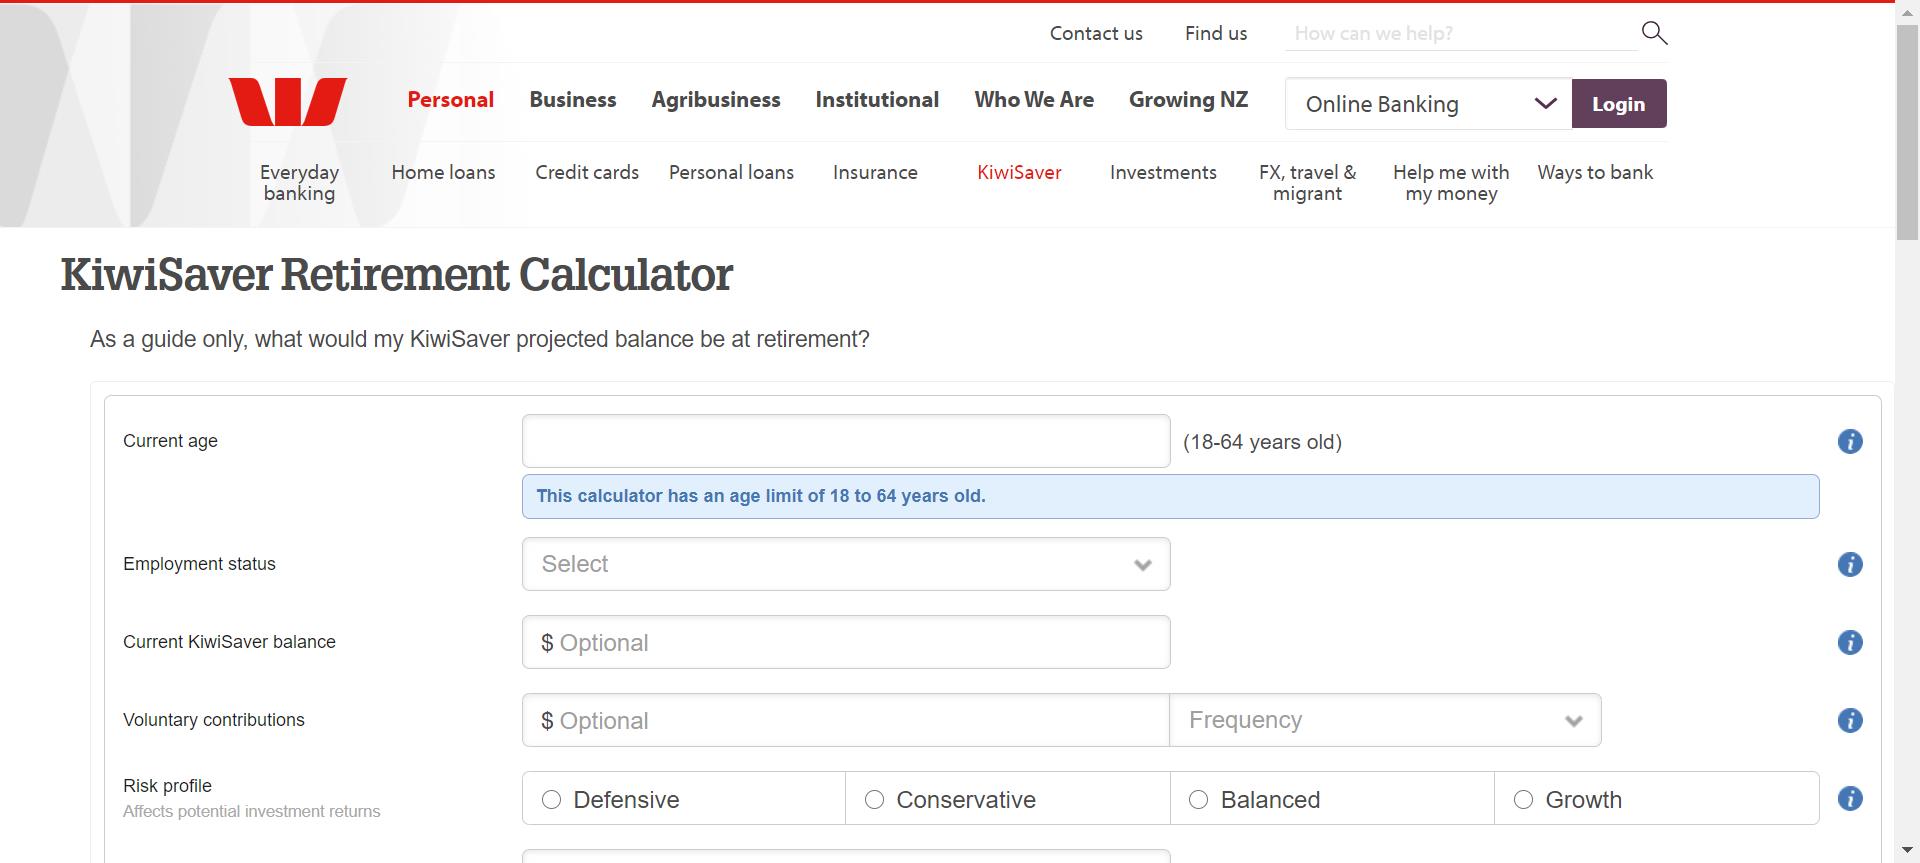 Contact us
Find us
How can we help?
Personal
Business
Agribusiness
Institutional
Who We Are
Growing NZ
Online Banking
Login
Everyday
banking
Home loans
Credit cards
Personal loans
Insurance
KiwiSaver
Investments
FX, travel &
migrant
Help me with
my money
Ways to bank
KiwiSaver Retirement Calculator
As a guide only, what would my KiwiSaver projected balance be at retirement?
Current age
(18-64 years old)
This calculator has an age limit of 18 to 64 years old.
Employment status
Select
Current KiwiSaver balance
$ Optional
Voluntary contributions
$ Optional
Frequency
Risk profile
Affects potential investment returns
Defensive
Conservative
Balanced
Growth